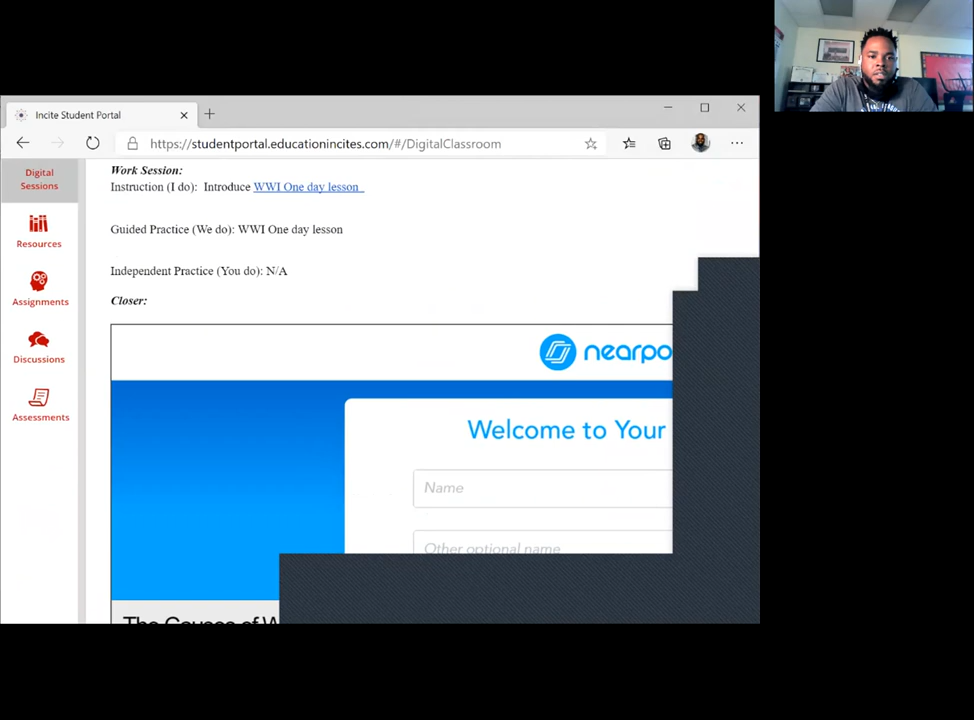 Incite Student Portal
https://studentportal.educationincites.com/#/DigitalClassroom
Digital
Sessions
Resources
Assignments
Discussions
Assessments
Work Session:
Instruction (I do): Introduce WWI One day lesson
Guided Practice (We do): WWI One day lesson
Independent Practice (You do): N/A
Closer:
nearpo
Welcome to Your
Name
Other optional name
The Causes of W